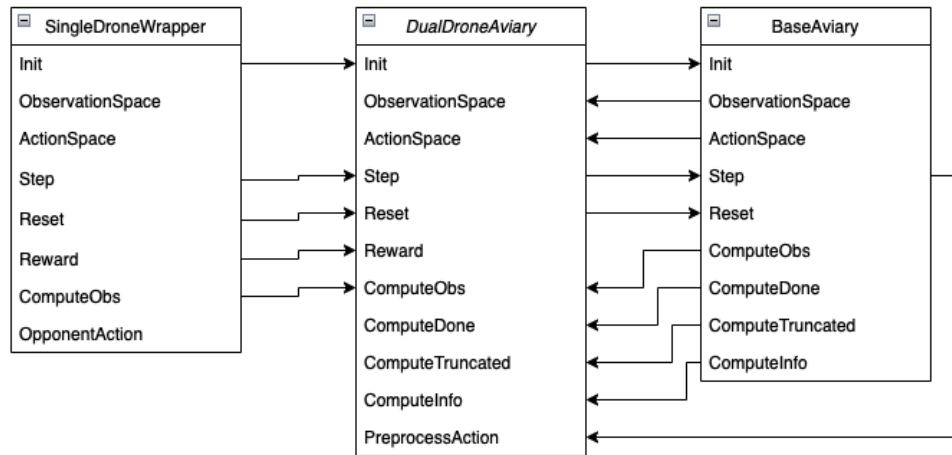 SingleDroneWrapper
Init
ObservationSpace
ActionSpace
Step
Reset
Reward
ComputeObs
OpponentAction
DualDroneAviary
Init
ObservationSpace
ActionSpace
Step
Reset
Reward
ComputeObs
ComputeDone
ComputeTruncated
ComputeInfo
PreprocessAction
BaseAviary
Init
ObservationSpace
ActionSpace
Step
Reset
ComputeObs
ComputeDone
ComputeTruncated
ComputeInfo